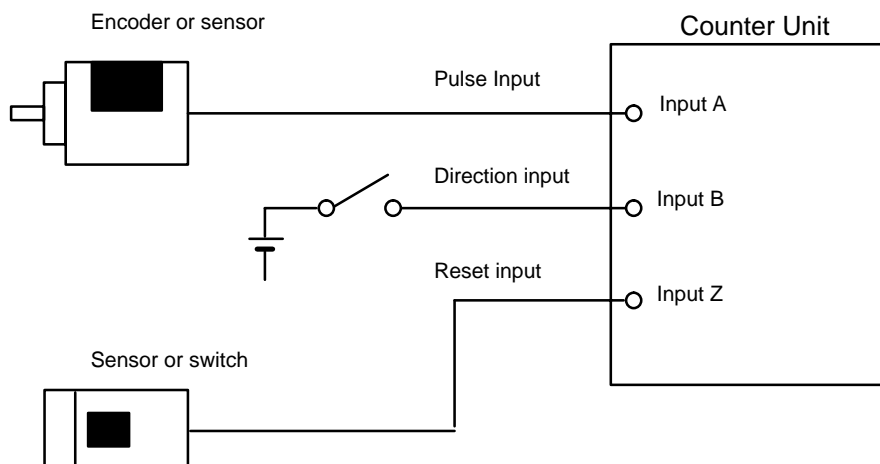 Encoder or sensor
Counter Unit
Pulse Input
Input A
Direction input
Input B
Reset input
Input Z
Sensor or switch